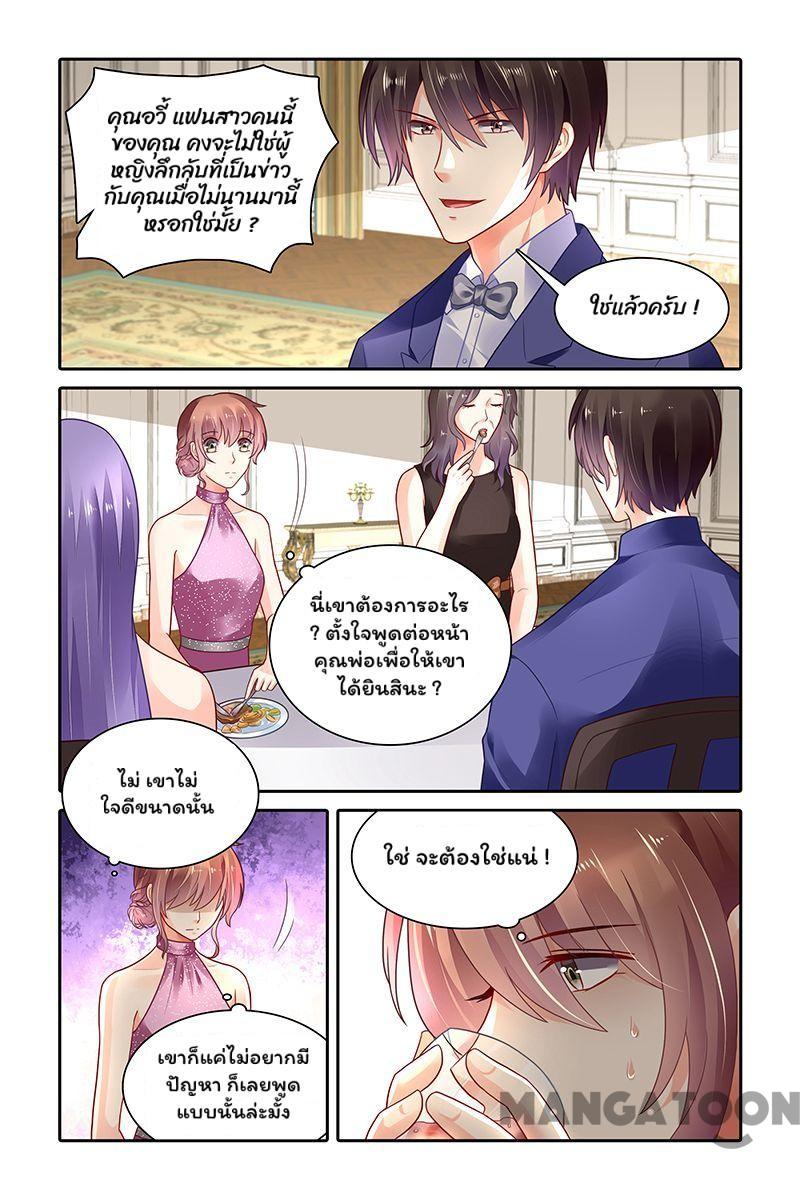 คุณอวี้ แฟนสาวคนนี้
ของคุณ คงจะไม่ใช่ผู้
หญิงลึกลับที่เป็นข่าว
กับคุณเมื่อไม่นานมานี้
หรอกใช่มั้ย ?
ใช่แล้วครับ !
นี่เขาต้องการอะไร
? ตั้งใจพูดต่อหน้า
คุณพ่อเพื่อให้เขา
ได้ยินสินะ ?
ไม่ เขาไม่
ใจดีขนาดนั้น
เขาก็แค่ไม่อยากมี
ปัญหา ก็เลยพูด
แบบนั้นล่ะมั้ง
ใช่ จะต้องใช่แน่ !
MANGATOON